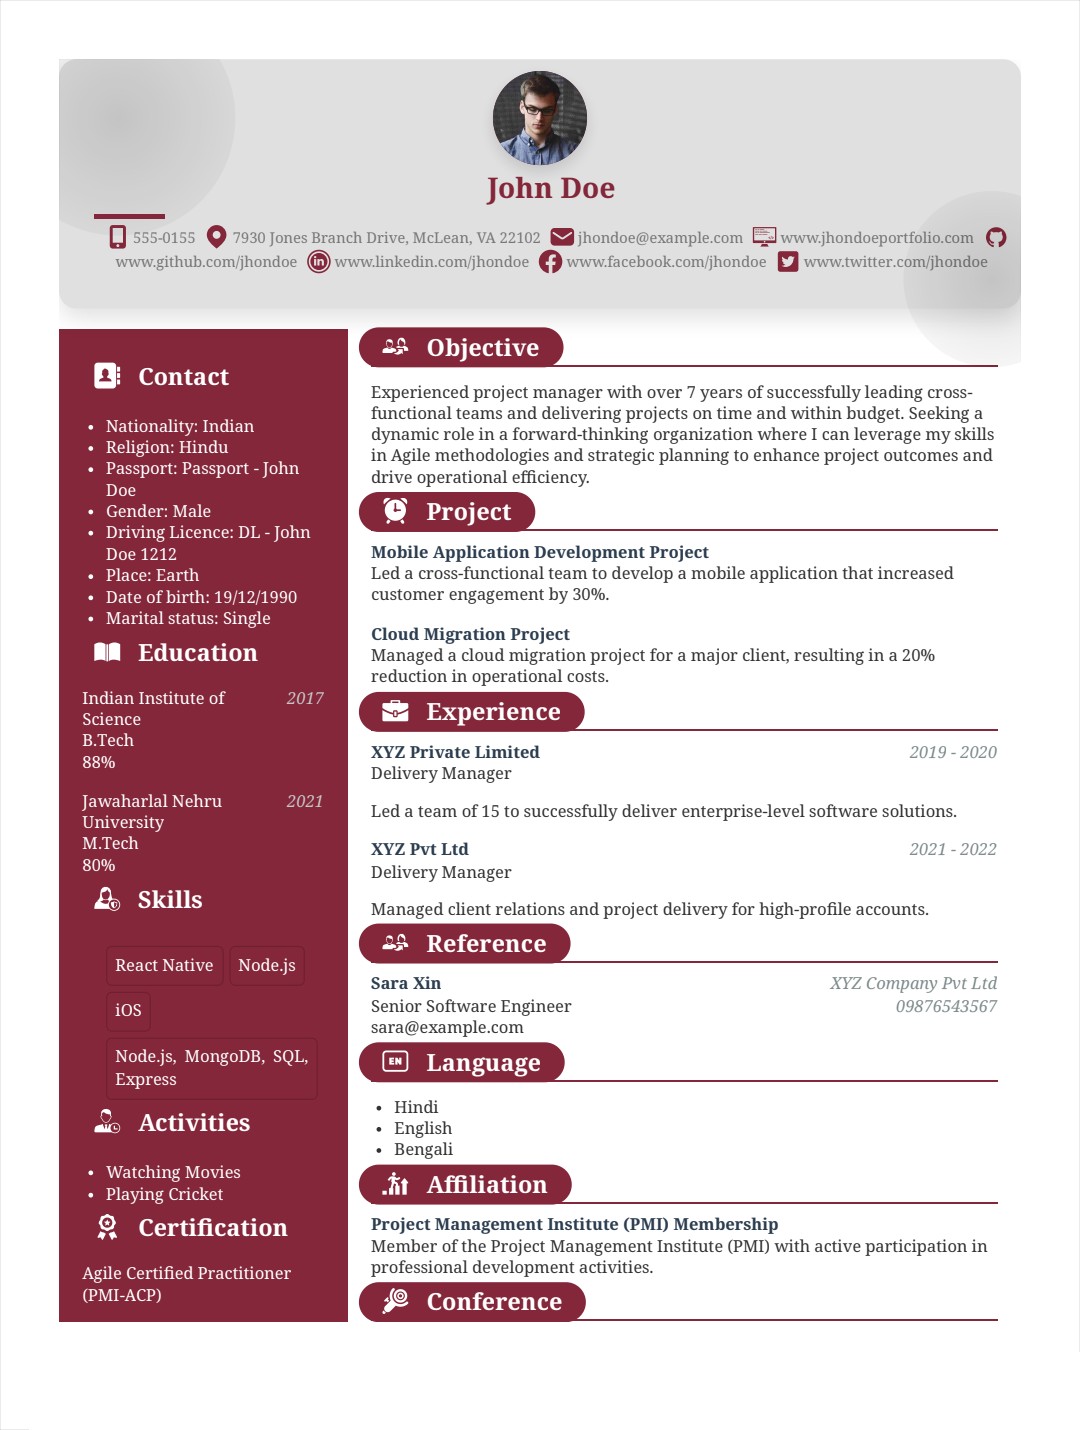 John Doe
555-0155 7930 Jones Branch Drive, McLean, VA 22102 jhondoe@example.com www.jhondoeportfolio.com
www.github.com/jhondoe www.linkedin.com/jhondoe www.facebook.com/jhondoe www.twitter.com/jhondoe
Contact
• Nationality: Indian
• Religion: Hindu
• Passport: Passport - John
Doe
• Gender: Male
• Driving Licence: DL - John
Doe 1212
• Place: Earth
• Date of birth: 19/12/1990
• Marital status: Single
Education
Indian Institute of 2017
Science
B.Tech
88%
Jawaharlal Nehru 2021
University
M.Tech
80%
Skills
React Native Node.js
iOS
Node.js, MongoDB, SQL,
Express
Activities
• Watching Movies
• Playing Cricket
Certification
Agile Certified Practitioner
(PMI-ACP)
Objective
Experienced project manager with over 7 years of successfully leading cross-
functional teams and delivering projects on time and within budget. Seeking a
dynamic role in a forward-thinking organization where I can leverage my skills
in Agile methodologies and strategic planning to enhance project outcomes and
drive operational efficiency.
Project
Mobile Application Development Project
Led a cross-functional team to develop a mobile application that increased
customer engagement by 30%.
Cloud Migration Project
Managed a cloud migration project for a major client, resulting in a 20%
reduction in operational costs.
Experience
XYZ Private Limited 2019 - 2020
Delivery Manager
Led a team of 15 to successfully deliver enterprise-level software solutions.
XYZ Pvt Ltd 2021 - 2022
Delivery Manager
Managed client relations and project delivery for high-profile accounts.
Reference
Sara Xin XYZ Company Pvt Ltd
Senior Software Engineer 09876543567
sara@example.com
EN Language
• Hindi
• English
• Bengali
Affiliation
Project Management Institute (PMI) Membership
Member of the Project Management Institute (PMI) with active participation in
professional development activities.
Conference